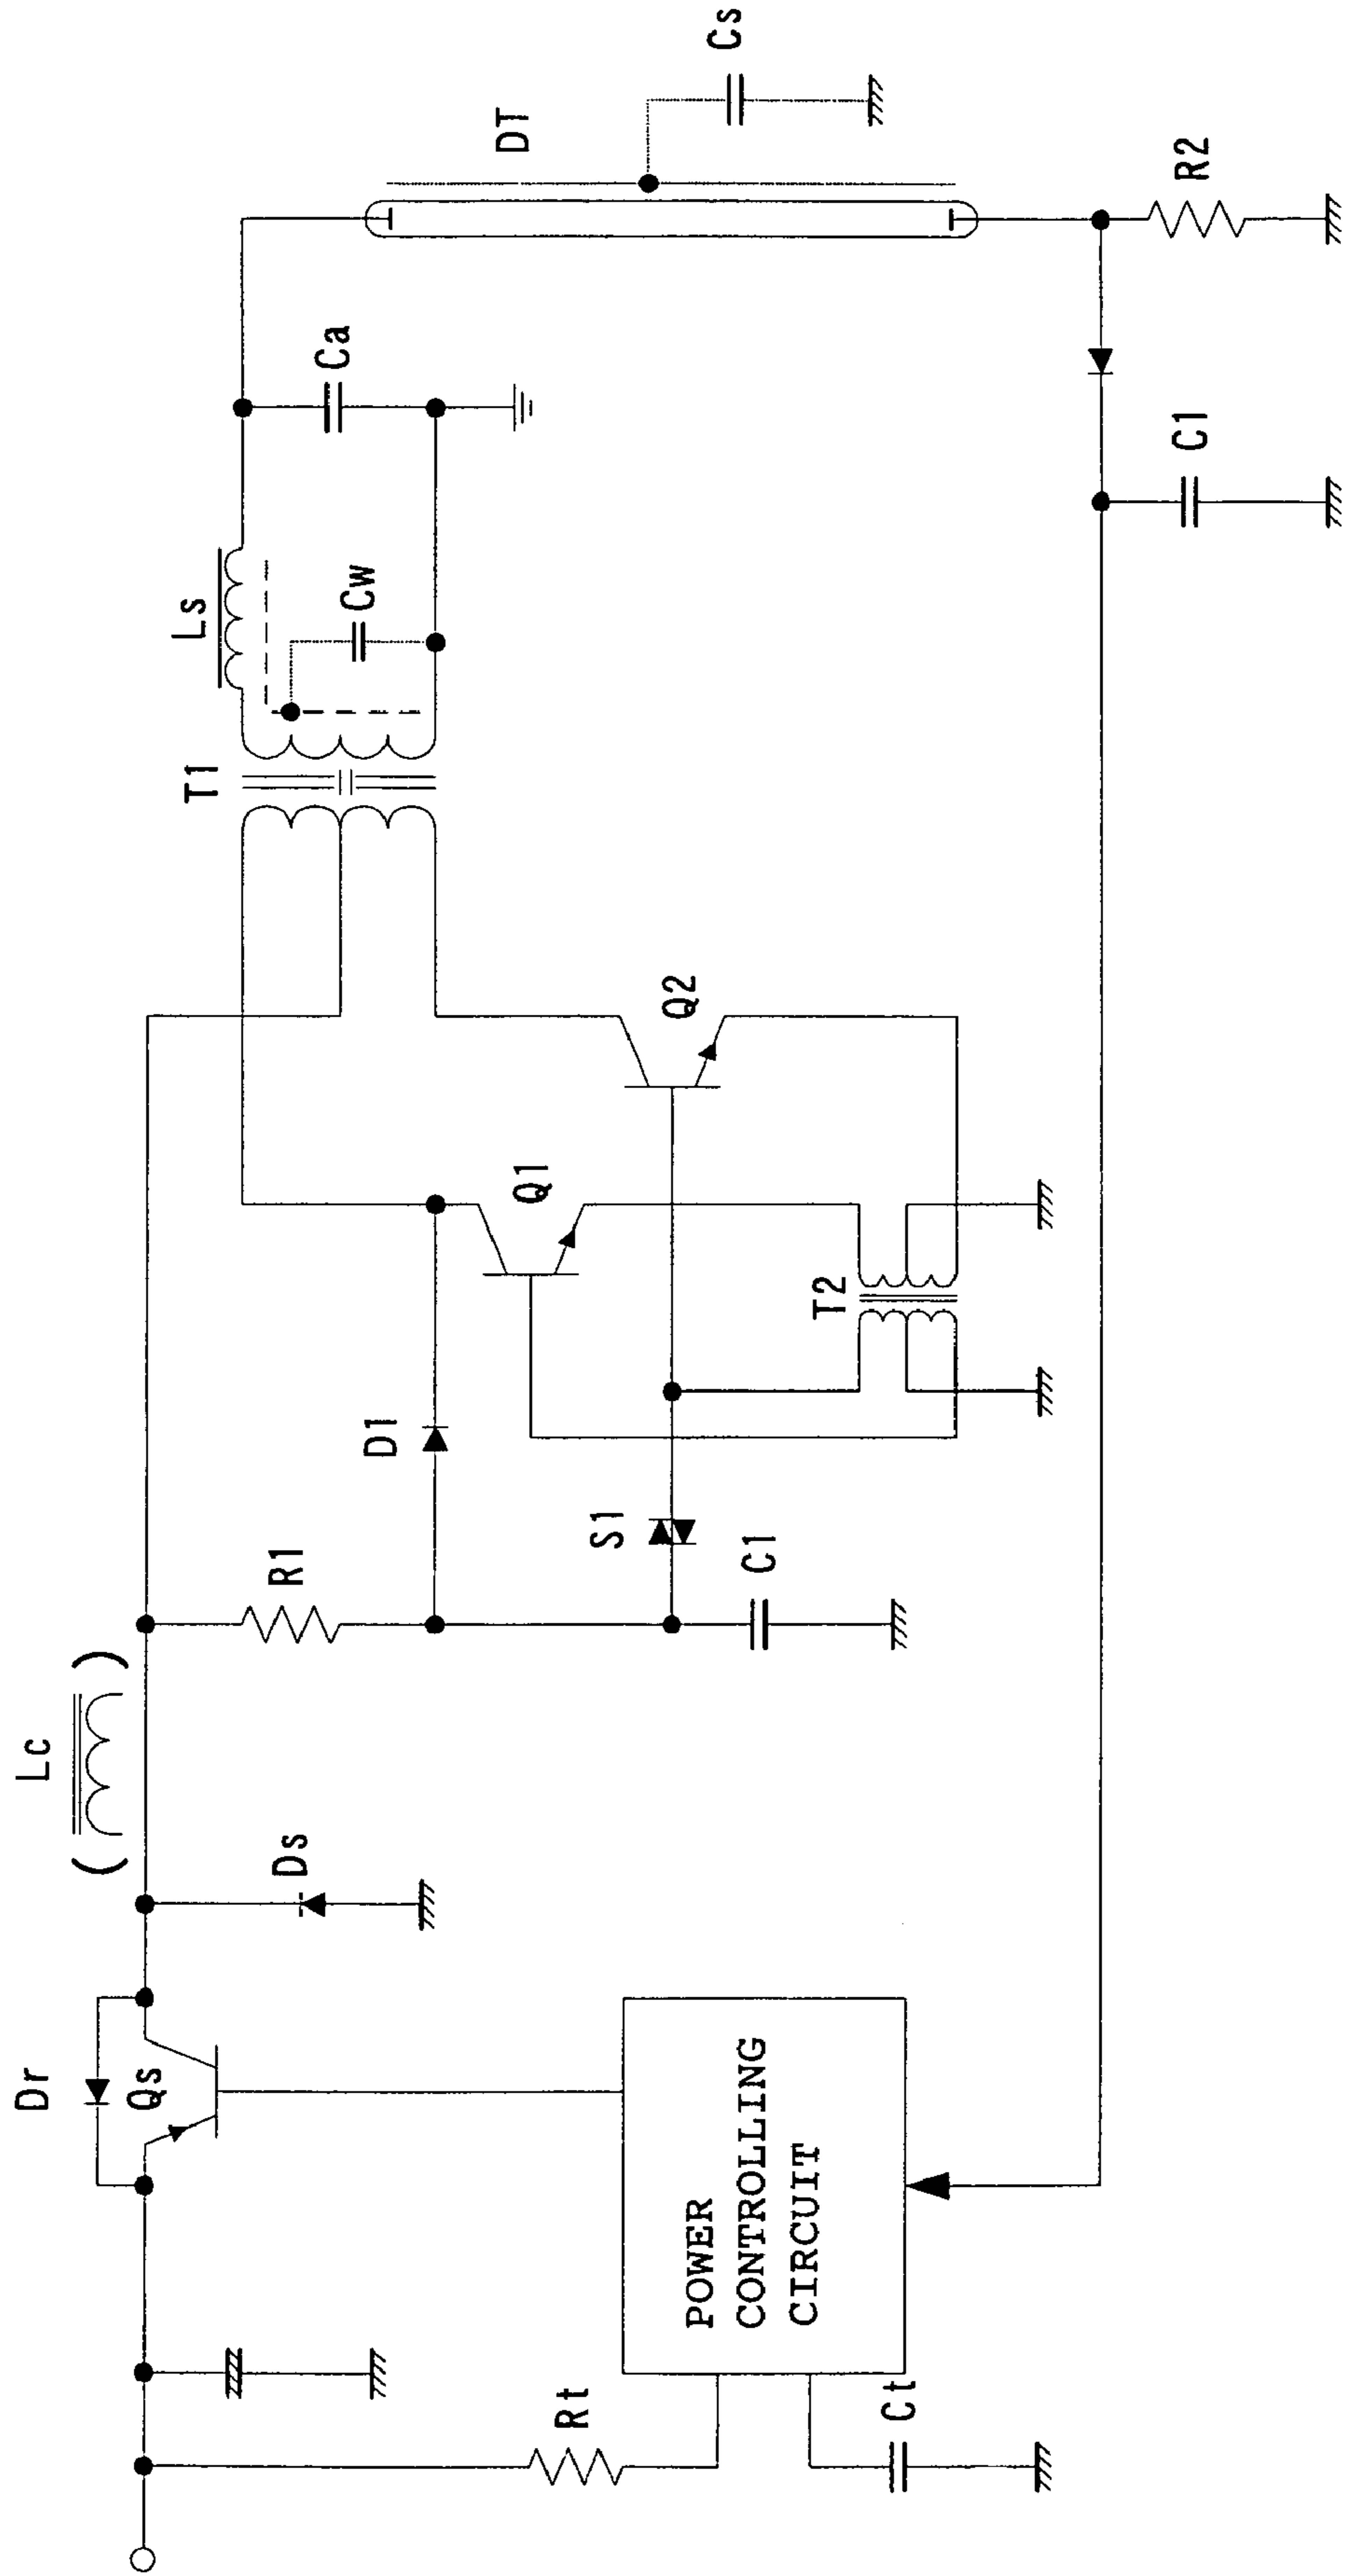 Dr
Qs
Lc
(
)
Ds
R1
D1
S1
C1
Q1
Q2
T2
T1
Ls
Cw
Ca
DT
Cs
R2
C1
Rt
Ct
POWER
CONTROLLING
CIRCUIT